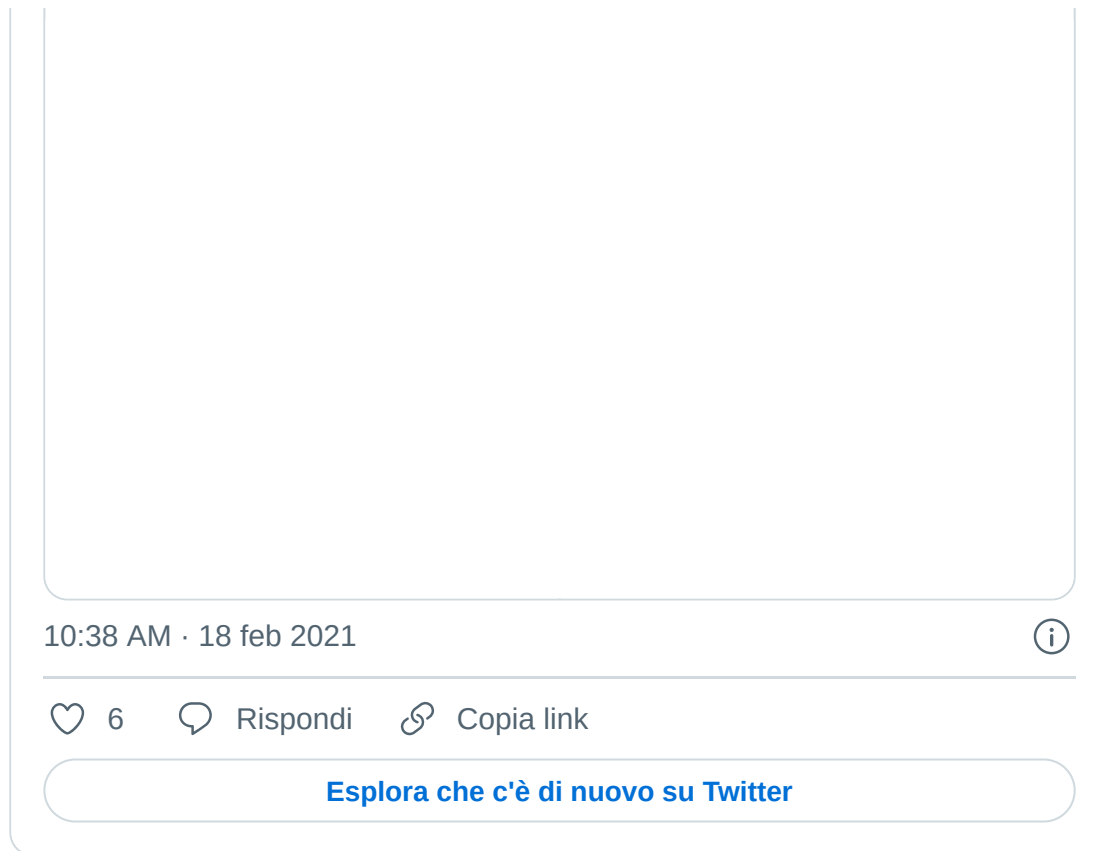 10:38 AM · 18 feb 2021
6 Rispondi Copia link
Esplora che c'è di nuovo su Twitter